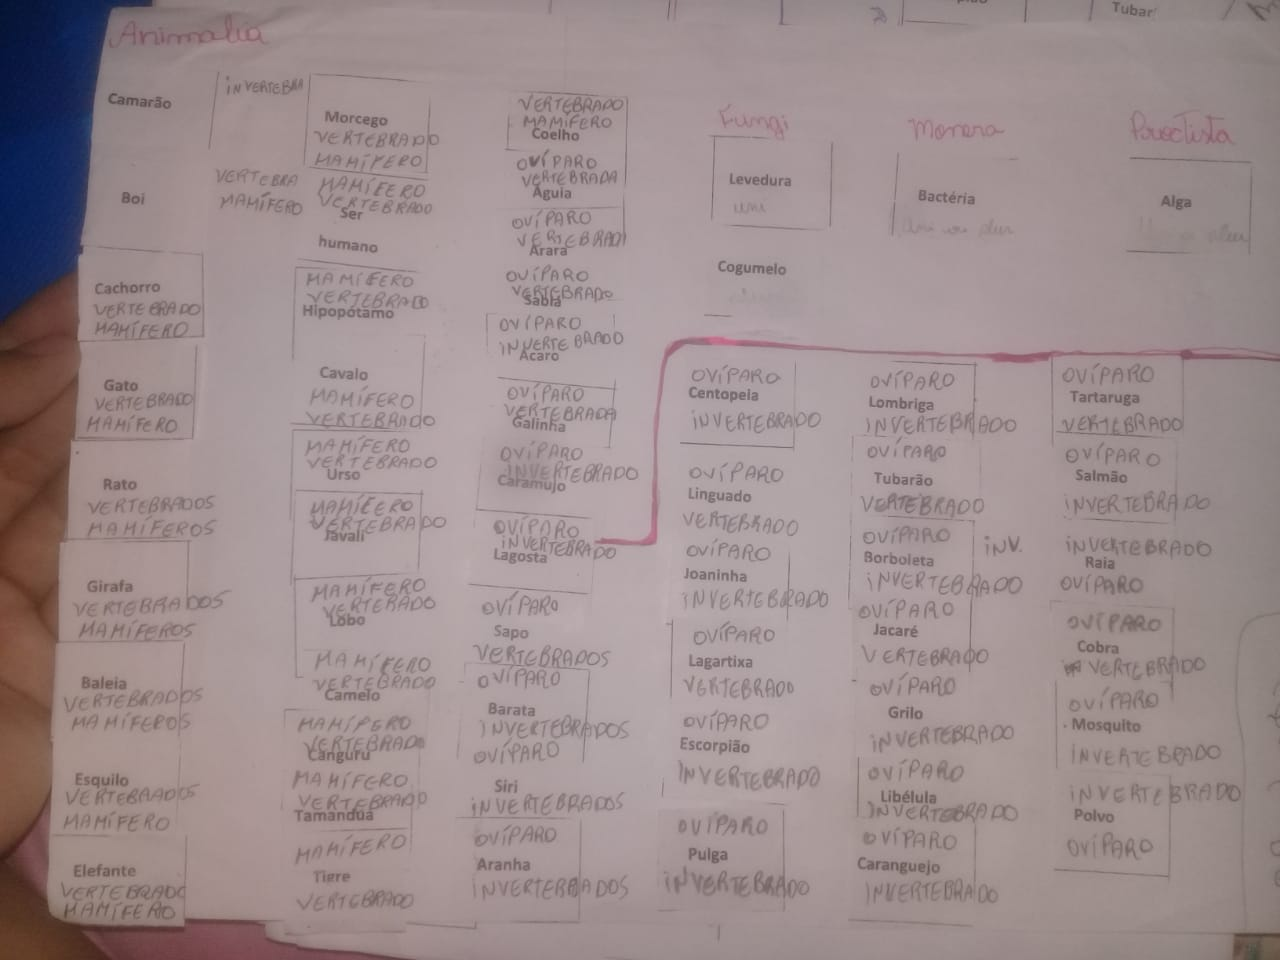 Tubar
Animalia
Camarão
INVERTEBRA
Boi
VERTEBRA
MAMÍFERO
Cachorro
VERTEBRADO
MAMÍFERO
Gato
VERTEBRADO
MAMÍFERO
Rato
VERTEBRADOS
MAMÍFEROS
Girafa
VERTEBRADOS
MAMÍFEROS
Baleia
VERTEBRADOS
MAMÍFEROS
Esquilo
VERTEBRADOS
MAMÍFERO
Elefante
VERTEBRADO
MAMÍFERO
Morcego
VERTEBRADO
MAMÍFERO
MAMÍFERO
VERTEBRADO
Ser
humano
MAMÍFERO
VERTEBRADO
Hipopótamo
Cavalo
MAMÍFERO
VERTEBRADO
MAMÍFERO
VERTEBRADO
Urso
MAMÍFERO
VERTEBRADO
Javali
MAMÍFERO
VERTEBRADO
Lobo
MAMÍFERO
VERTEBRADO
Camelo
MAMÍFERO
VERTEBRADO
Canguru
MAMÍFERO
VERTEBRADO
Tamanduá
MAMÍFERO
Tigre
VERTEBRADO
VERTEBRADO
MAMÍFERO
Coelho
OVÍPARO
VERTEBRADA
Águia
OVÍPARO
VERTEBRADA
Arara
OVÍPARO
VERTEBRADO
Sabiá
OVÍPARO
INVERTEBRADO
Ácaro
OVÍPARO
VERTEBRADA
Galinha
OVÍPARO
INVERTEBRADO
Caramujo
OVÍPARO
INVERTEBRADO
Lagosta
OVÍPARO
Sapo
VERTEBRADOS
OVÍPARO
Barata
INVERTEBRADOS
OVÍPARO
Siri
INVERTEBRADOS
OVÍPARO
Aranha
INVERTEBRADOS
Fungi
Levedura
uni
Cogumelo
Monera
Bactéria
Alga
OVÍPARO
Centopeia
INVERTEBRADO
OVÍPARO
Linguado
VERTEBRADO
OVÍPARO
Joaninha
INVERTEBRADO
OVÍPARO
Lagartixa
VERTEBRADO
OVÍPARO
Escorpião
INVERTEBRADO
OVÍPARO
Pulga
INVERTEBRADO
OVÍPARO
Lombriga
INVERTEBRADO
OVÍPARO
Tubarão
VERTEBRADO
OVÍPARO
INV.
Borboleta
INVERTEBRADO
OVÍPARO
Jacaré
VERTEBRADO
OVÍPARO
Grilo
INVERTEBRADO
OVÍPARO
Libélula
INVERTEBRADO
OVÍPARO
Caranguejo
INVERTEBRADO
OVÍPARO
Tartaruga
VERTEBRADO
OVÍPARO
Salmão
INVERTEBRADO
INVERTEBRADO
Raia
OVÍPARO
OVÍPARO
Cobra
VERTEBRADO
OVÍPARO
Mosquito
INVERTEBRADO
INVERTEBRADO
Polvo
OVÍPARO